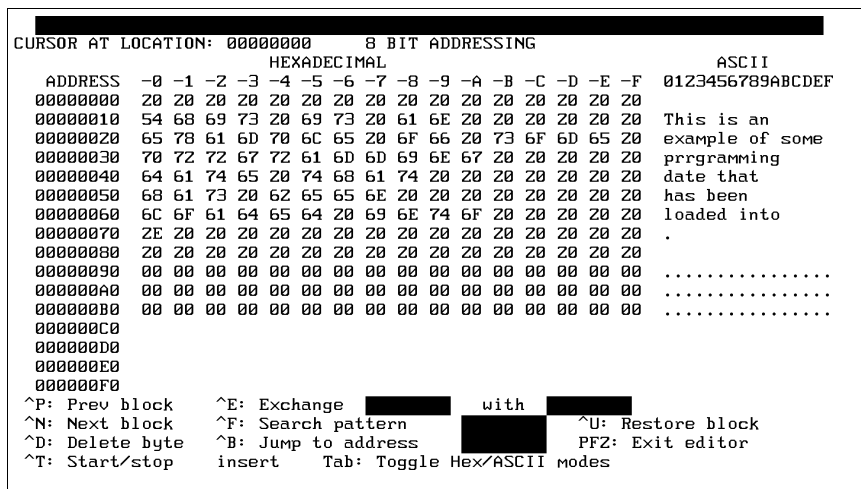 CURSOR AT LOCATION: 00000000 8 BIT ADDRESSING
HEXADECIMAL ASCII
ADDRESS -0 -1 -2 -3 -4 -5 -6 -7 -8 -9 -A -B -C -D -E -F 0123456789ABCDEF
00000000 20 20 20 20 20 20 20 20 20 20 20 20 20 20 20 20
00000010 54 68 69 73 20 69 73 20 61 6E 20 20 20 20 20 20 This is an
00000020 65 78 61 6D 70 6C 65 20 6F 66 20 73 6F 6D 65 20 example of some
00000030 70 72 72 67 72 61 6D 6D 69 6E 67 20 20 20 20 20 prrgramming
00000040 64 61 74 65 20 74 68 61 74 20 20 20 20 20 20 20 date that
00000050 68 61 73 20 62 65 65 6E 20 20 20 20 20 20 20 20 has been
00000060 6C 6F 61 64 65 64 20 69 6E 74 6F 20 20 20 20 20 loaded into
00000070 2E 20 20 20 20 20 20 20 20 20 20 20 20 20 20 20 .
00000080 20 20 20 20 20 20 20 20 20 20 20 20 20 20 20 20
00000090 00 00 00 00 00 00 00 00 00 00 00 00 00 00 00 00 ................
000000A0 00 00 00 00 00 00 00 00 00 00 00 00 00 00 00 00 ................
000000B0 00 00 00 00 00 00 00 00 00 00 00 00 00 00 00 00 ................
000000C0
000000D0
000000E0
000000F0
^P: Prev block ^E: Exchange with
^N: Next block ^F: Search pattern ^U: Restore block
^D: Delete byte ^B: Jump to address PF2: Exit editor
^T: Start/stop insert Tab: Toggle Hex/ASCII modes